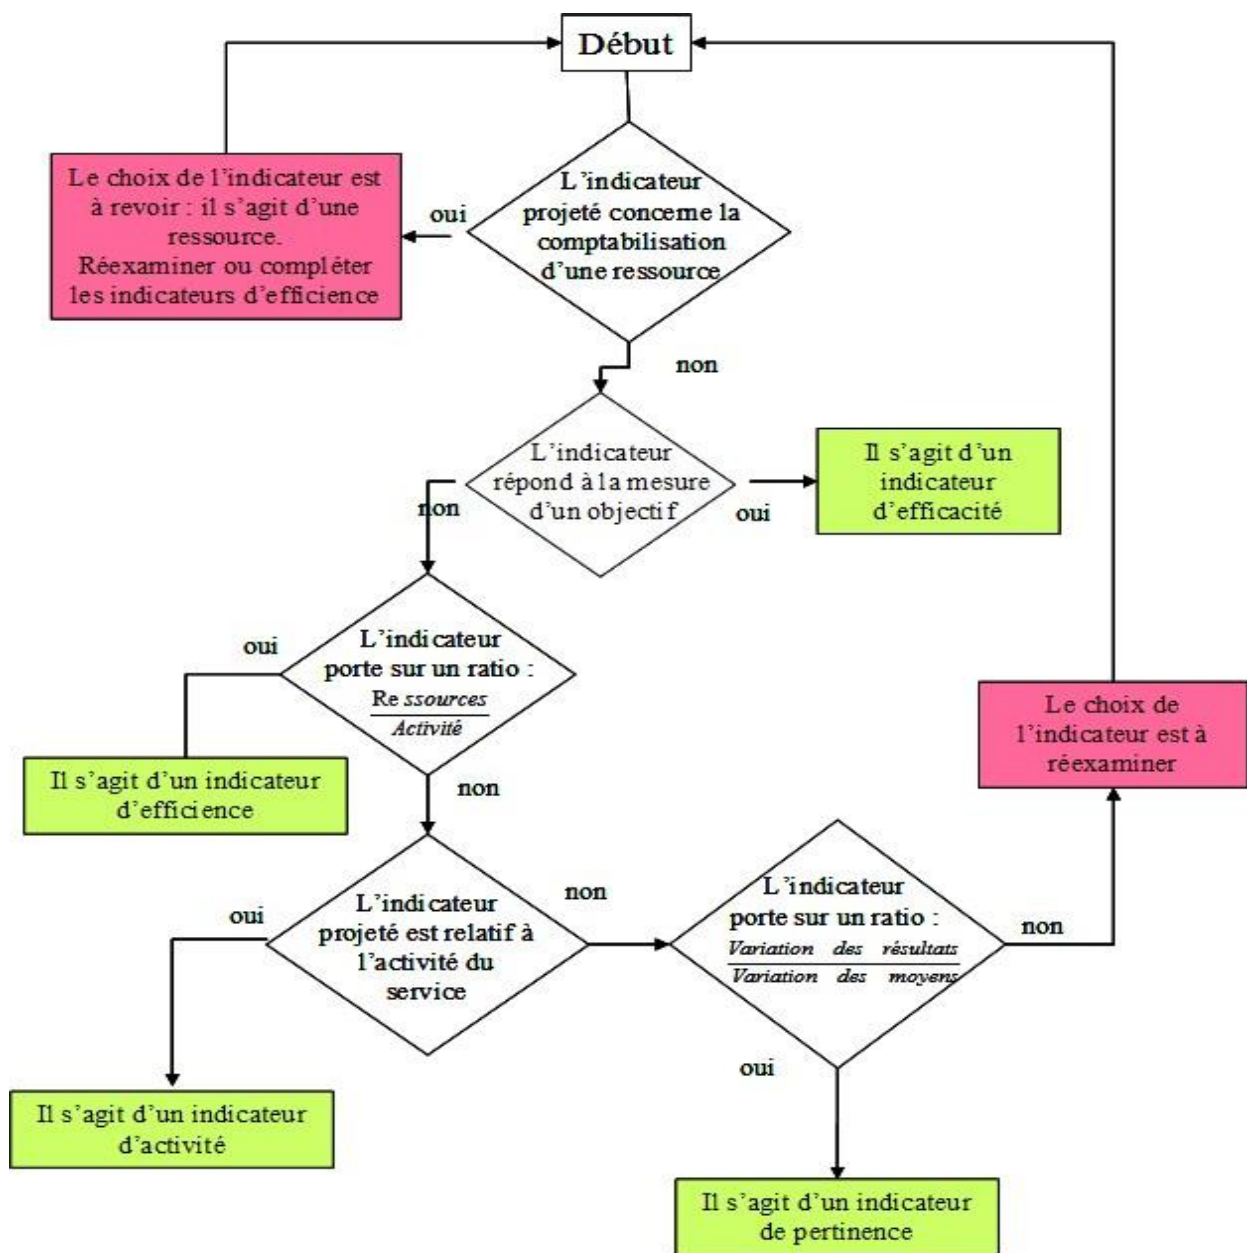 Début
Le choix de l'indicateur est
à revoir : il s'agit d'une
ressource.
Réexaminer ou compléter
les indicateurs d'efficience
oui
L'indicateur
projeté concerne la
comptabilisation
d'une ressource
non
L'indicateur
répond à la mesure
d'un objectif
non
oui
Il s'agit d'un
indicateur
d'efficacité
oui
L'indicateur
porte sur un ratio :
Re ssources
Activité
Il s'agit d'un indicateur
d'efficience
non
Le choix de
l'indicateur est à
réexaminer
oui
L'indicateur
projeté est relatif à
l'activité du
service
non
L'indicateur
porte sur un ratio :
Variation des résultats
Variation des moyens
non
oui
Il s'agit d'un indicateur
d'activité
Il s'agit d'un indicateur
de pertinence